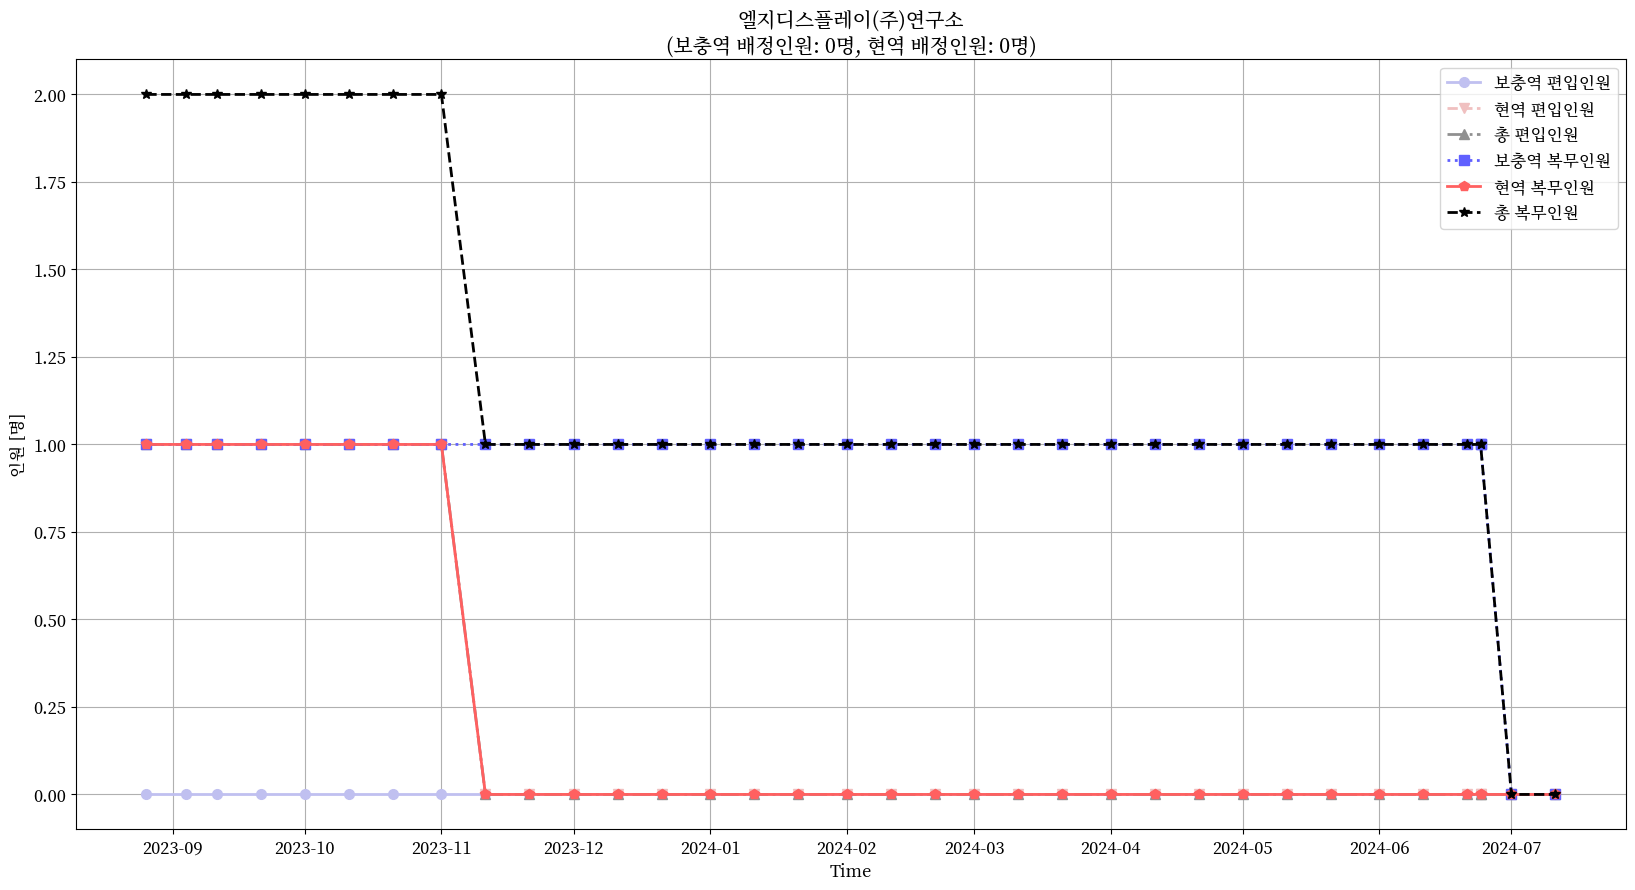 엘지디스플레이(주)연구소
(보충역 배정인원: 0명, 현역 배정인원: 0명)
보충역 편입인원
현역 편입인원
총 편입인원
보충역 복무인원
현역 복무인원
총 복무인원
인원 [명]
2.00
1.75
1.50
1.25
1.00
0.75
0.50
0.25
0.00
2023-09 2023-10 2023-11 2023-12 2024-01 2024-02 2024-03 2024-04 2024-05 2024-06 2024-07
Time